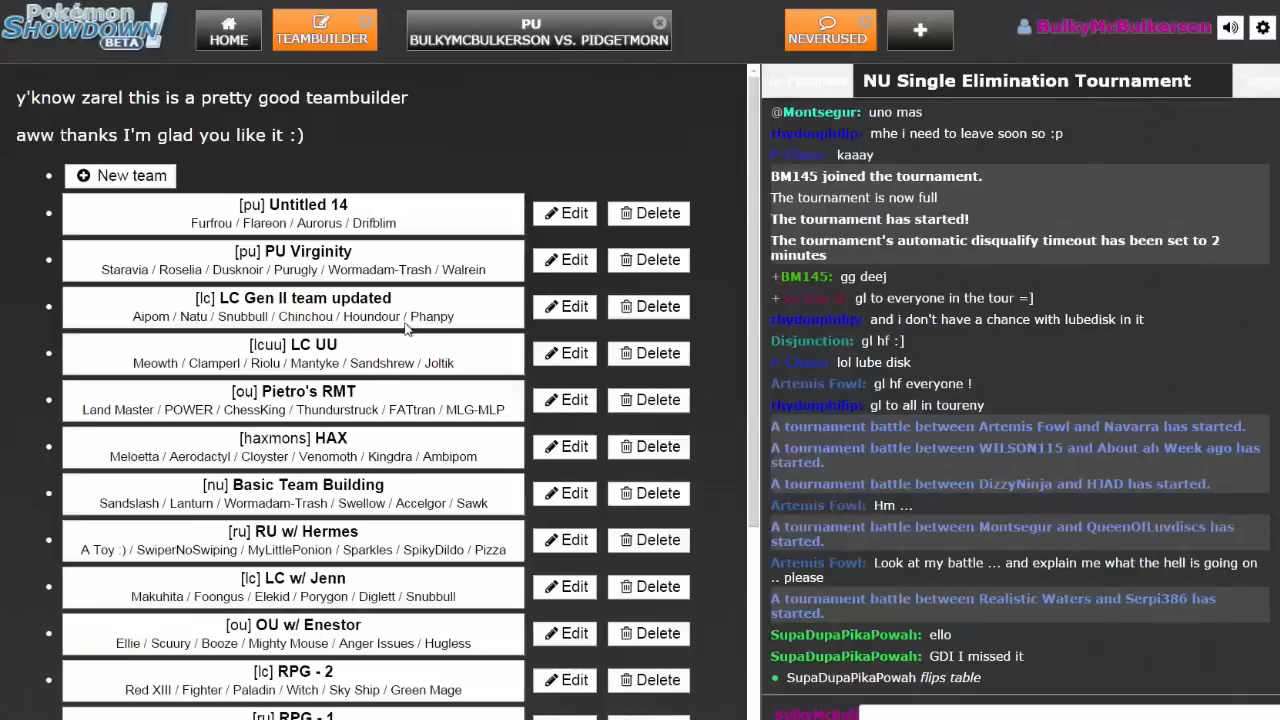 Pokémon
SHOWDOWN!
BETA
HOME
TEAMBUILDER
PU
BULKYMCBULKERSON VS. PIDGETMORN
NEVERUSED
BulkyMcBulkerson
y'know zarel this is a pretty good teambuilder
aww thanks I'm glad you like it :)
New team
[pu] Untitled 14
Furfrou / Flareon / Aurorus / Drifblim
Edit Delete
[pu] PU Virginity
Staravia / Roselia / Dusknoir / Purugly / Wormadam-Trash / Walrein
Edit Delete
[lc] LC Gen II team updated
Aipom / Natu / Snubbull / Chinchou / Houndour / Phanpy
Edit Delete
[lcuu] LC UU
Meowth / Clamperl / Riolu / Mantyke / Sandshrew / Joltik
Edit Delete
[ou] Pietro's RMT
Land Master / POWER / ChessKing / Thundurstruck / FATtran / MLG-MLP
Edit Delete
[haxmons] HAX
Meloetta / Aerodactyl / Cloyster / Venomoth / Kingdra / Ambipom
Edit Delete
[nu] Basic Team Building
Sandslash / Lanturn / Wormadam-Trash / Swellow / Accelgor / Sawk
Edit Delete
[ru] RU w/ Hermes
A Toy :) / SwiperNoSwiping / MyLittlePonion / Sparkles / SpikyDildo / Pizza
Edit Delete
[lc] LC w/ Jenn
Makuhita / Foongus / Elekid / Porygon / Diglett / Snubbull
Edit Delete
[ou] OU w/ Enestor
Ellie / Scuury / Booze / Mighty Mouse / Anger Issues / Hugless
Edit Delete
[lc] RPG - 2
Red XIII / Fighter / Paladin / Witch / Sky Ship / Green Mage
Edit Delete
[ru] RPG - 1
NU Single Elimination Tournament
@Montsegur: uno mas
rhydonphilip: mhe i need to leave soon so :p
kaaay
BM145 joined the tournament.
The tournament is now full
The tournament has started!
The tournament's automatic disqualify timeout has been set to 2
minutes
+BM145: gg deej
gl to everyone in the tour =]
rhydonphilip: and i don't have a chance with lubedisk in it
Disjunction: gl hf :]
lol lube disk
Artemis Fowl: gl hf everyone !
rhydonphilip: gl to all in toureny
A tournament battle between Artemis Fowl and Navarra has started.
A tournament battle between WILSON115 and About ah Week ago has
started.
A tournament battle between DizzyNinja and HJAD has started.
Artemis Fowl: Hm ...
A tournament battle between Montsegur and QueenOfLuvdiscs has
started.
Artemis Fowl: Look at my battle ... and explain me what the hell is going on
.. please
A tournament battle between Realistic Waters and Serpi386 has
started.
SupaDupaPikaPowah: ello
SupaDupaPikaPowah: GDI I missed it
SupaDupaPikaPowah flips table